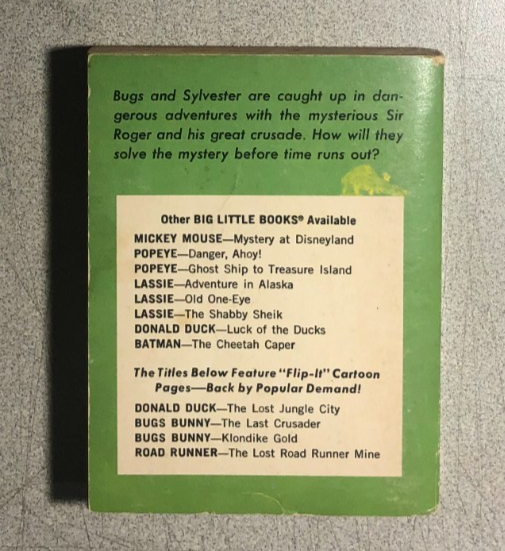 Bugs and Sylvester are caught up in dan-
gerous adventures with the mysterious Sir
Roger and his great crusade. How will they
solve the mystery before time runs out?
Other BIG LITTLE BOOKS® Available
MICKEY MOUSE—Mystery at Disneyland
POPEYE—Danger, Ahoy!
POPEYE—Ghost Ship to Treasure Island
LASSIE—Adventure in Alaska
LASSIE—Old One-Eye
LASSIE—The Shabby Sheik
DONALD DUCK—Luck of the Ducks
BATMAN—The Cheetah Caper
The Titles Below Feature "Flip-It" Cartoon
Pages—Back by Popular Demand!
DONALD DUCK—The Lost Jungle City
BUGS BUNNY—The Last Crusader
BUGS BUNNY—Klondike Gold
ROAD RUNNER—The Lost Road Runner Mine